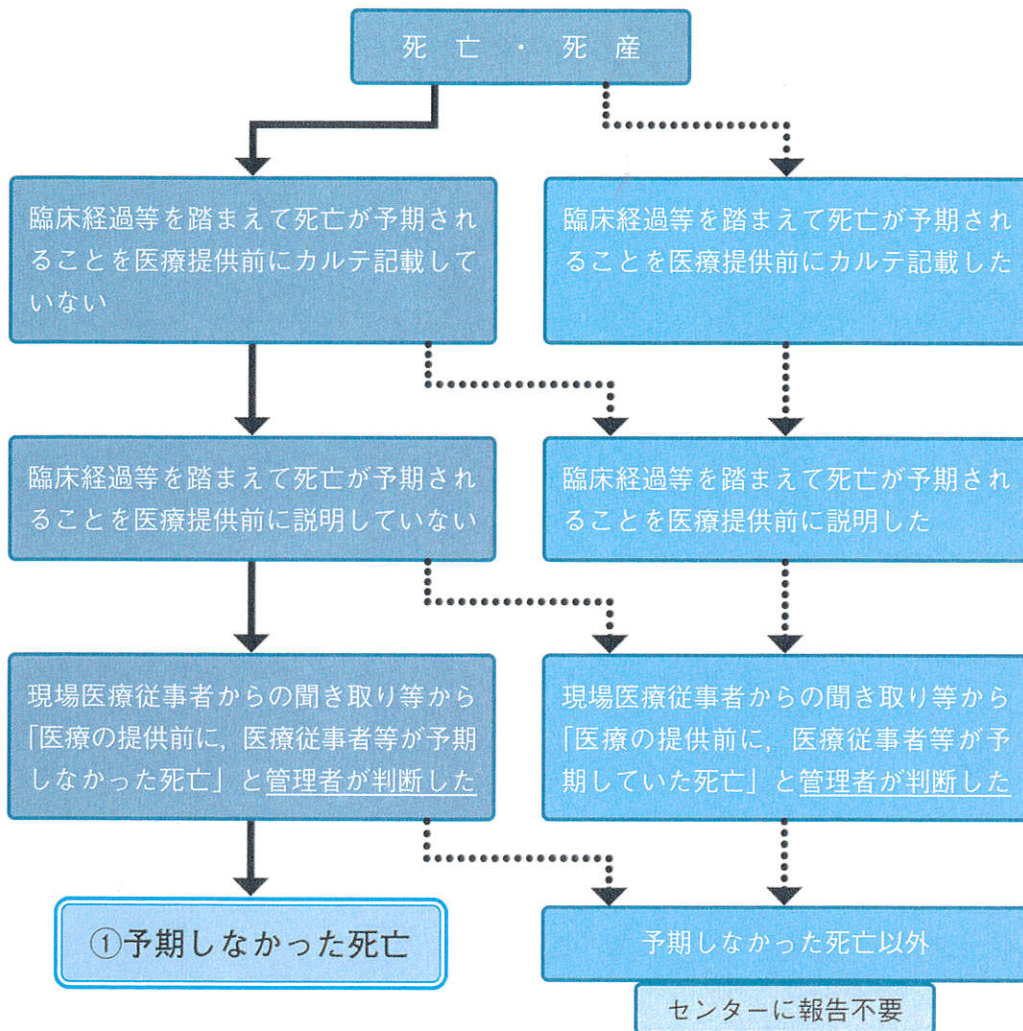 死亡・死産
臨床経過等を踏まえて死亡が予期され
ることを医療提供前にカルテ記載して
いない
臨床経過等を踏まえて死亡が予期され
ることを医療提供前にカルテ記載した
臨床経過等を踏まえて死亡が予期され
ることを医療提供前に説明していない
臨床経過等を踏まえて死亡が予期され
ることを医療提供前に説明した
現場医療従事者からの聞き取り等から
「医療の提供前に,医療従事者等が予期
しなかった死亡」と管理者が判断した
現場医療従事者からの聞き取り等から
「医療の提供前に,医療従事者等が予
期していた死亡」と管理者が判断した
①予期しなかった死亡
予期しなかった死亡以外
センターに報告不要